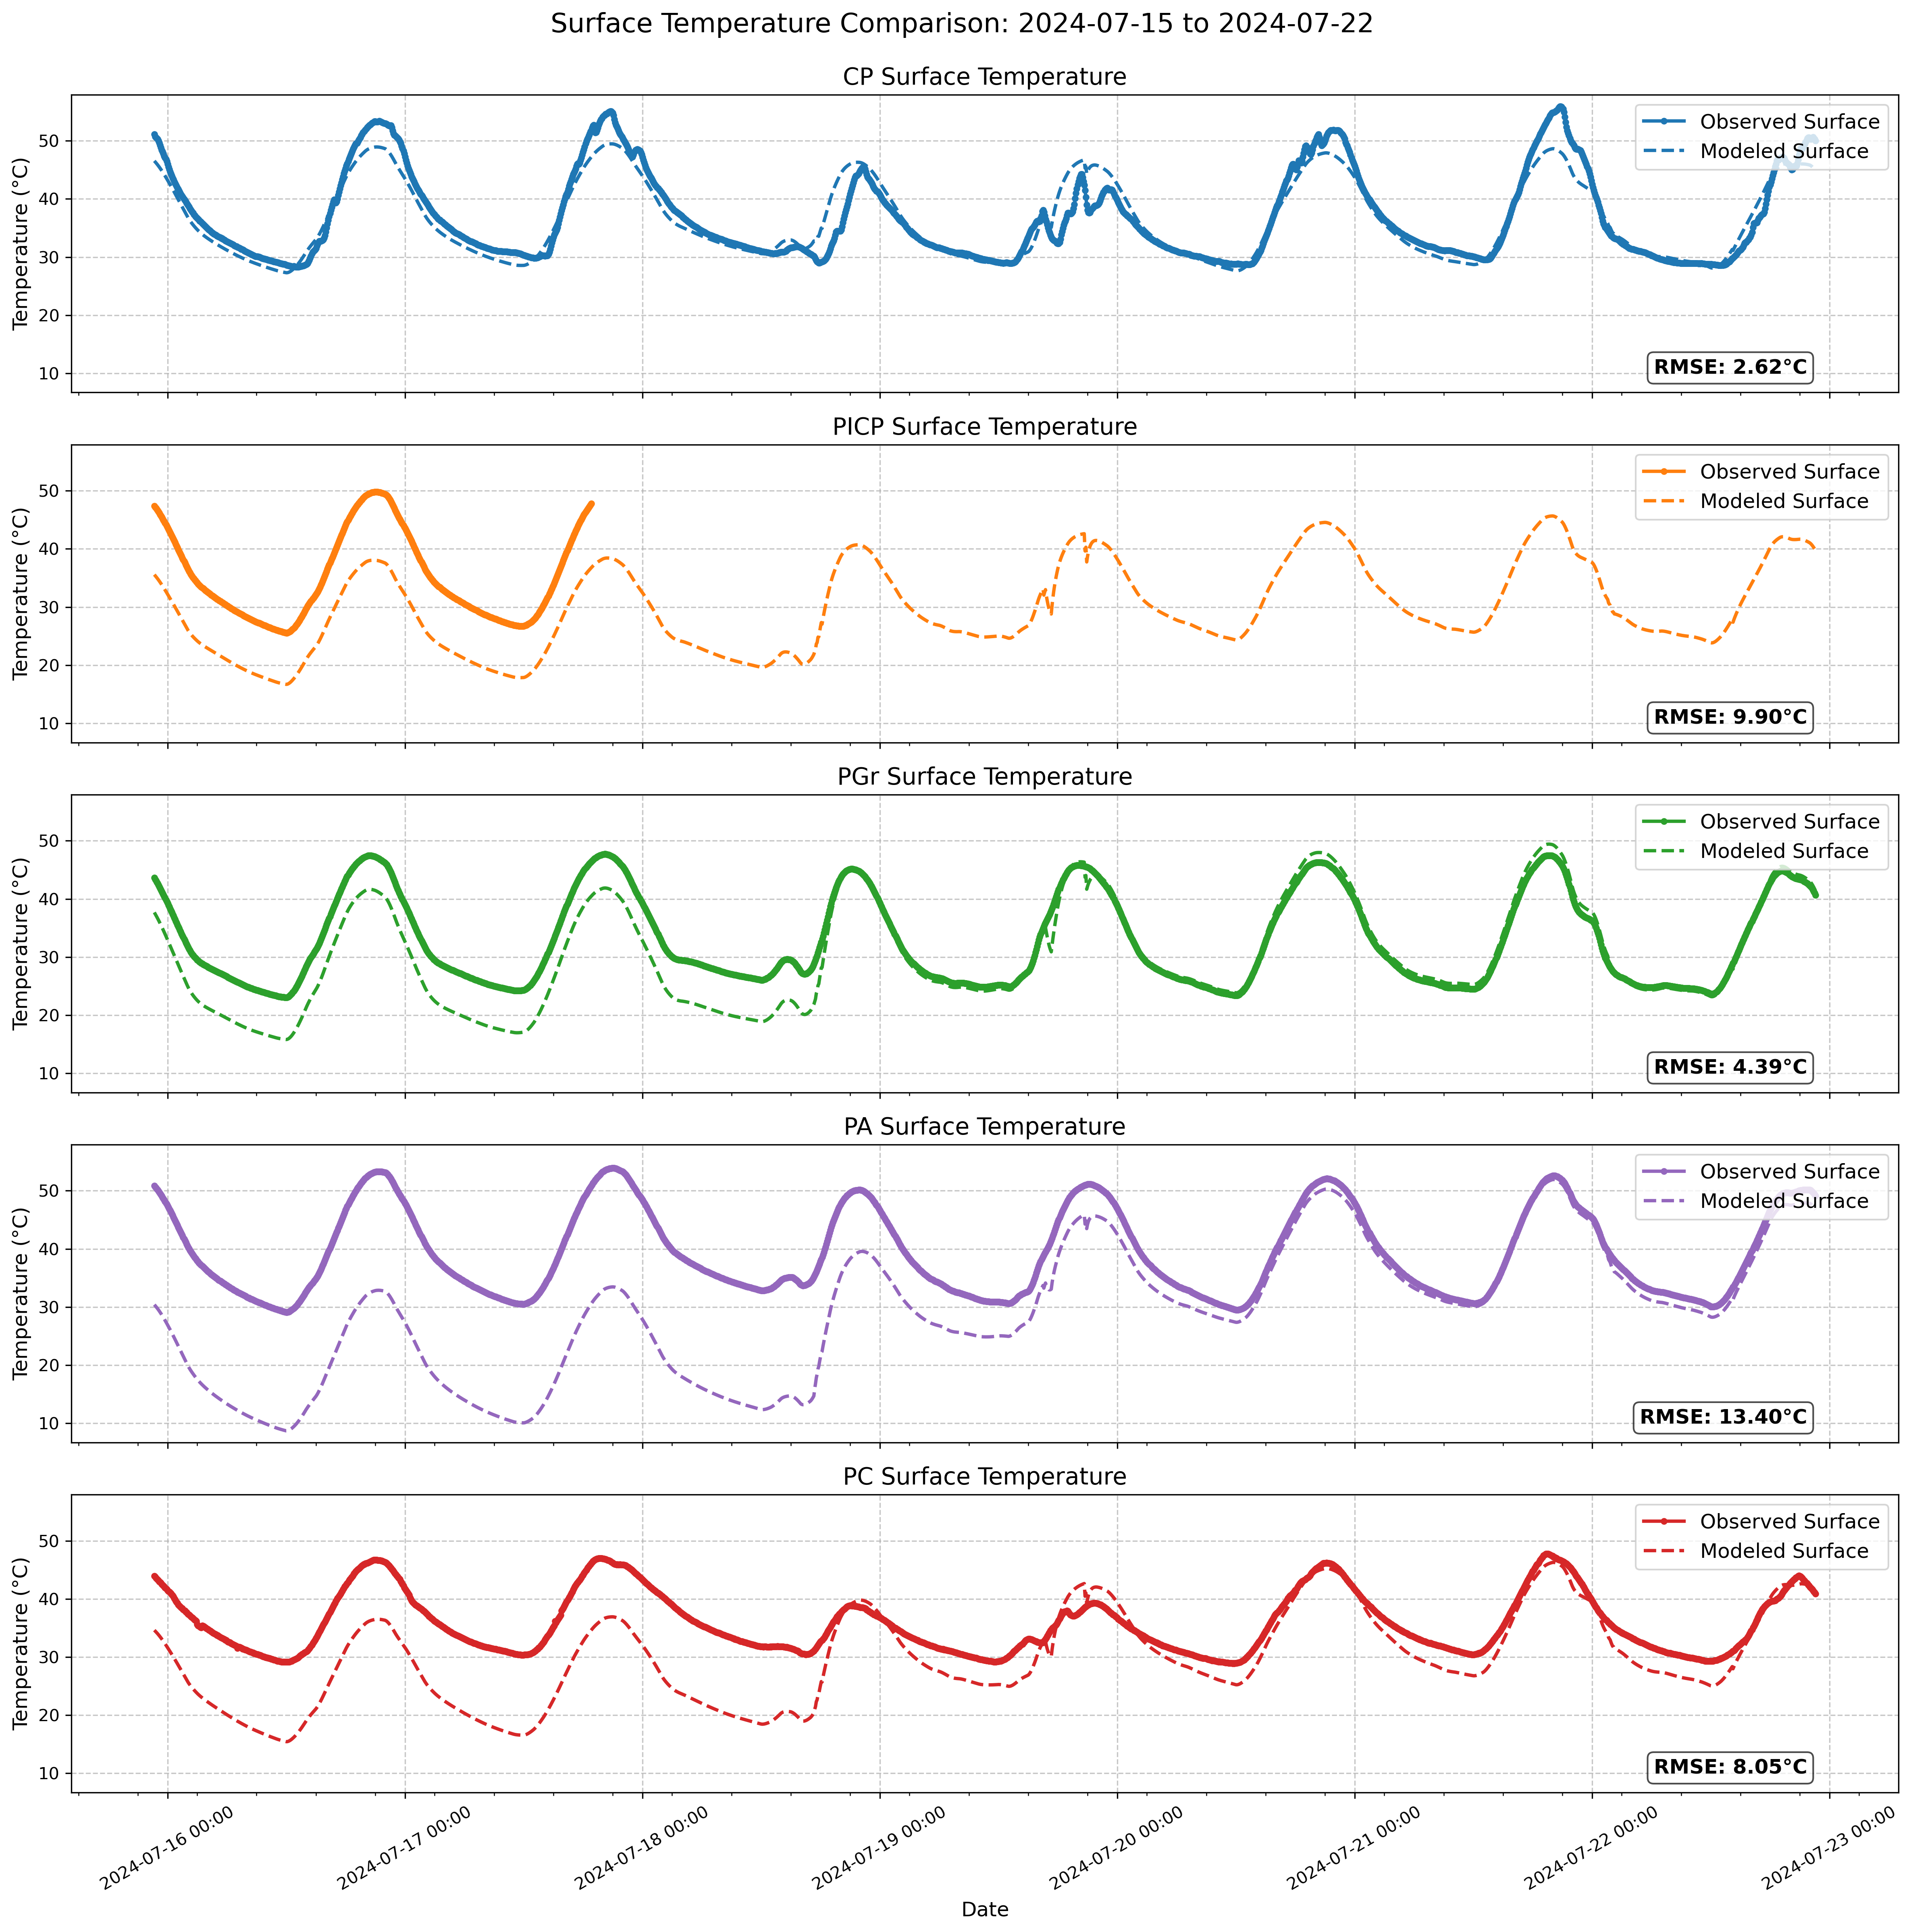 Surface Temperature Comparison: 2024-07-15 to 2024-07-22
CP Surface Temperature
Temperature (°C)
50
40
30
20
10
Observed Surface
Modeled Surface
RMSE: 2.62°C
PICP Surface Temperature
Temperature (°C)
50
40
30
20
10
Observed Surface
Modeled Surface
RMSE: 9.90°C
PGr Surface Temperature
Temperature (°C)
50
40
30
20
10
Observed Surface
Modeled Surface
RMSE: 4.39°C
PA Surface Temperature
Temperature (°C)
50
40
30
20
10
Observed Surface
Modeled Surface
RMSE: 13.40°C
PC Surface Temperature
Temperature (°C)
50
40
30
20
10
Observed Surface
Modeled Surface
RMSE: 8.05°C
2024-07-16 00:00
2024-07-17 00:00
2024-07-18 00:00
2024-07-19 00:00
2024-07-20 00:00
2024-07-21 00:00
2024-07-22 00:00
2024-07-23 00:00
Date